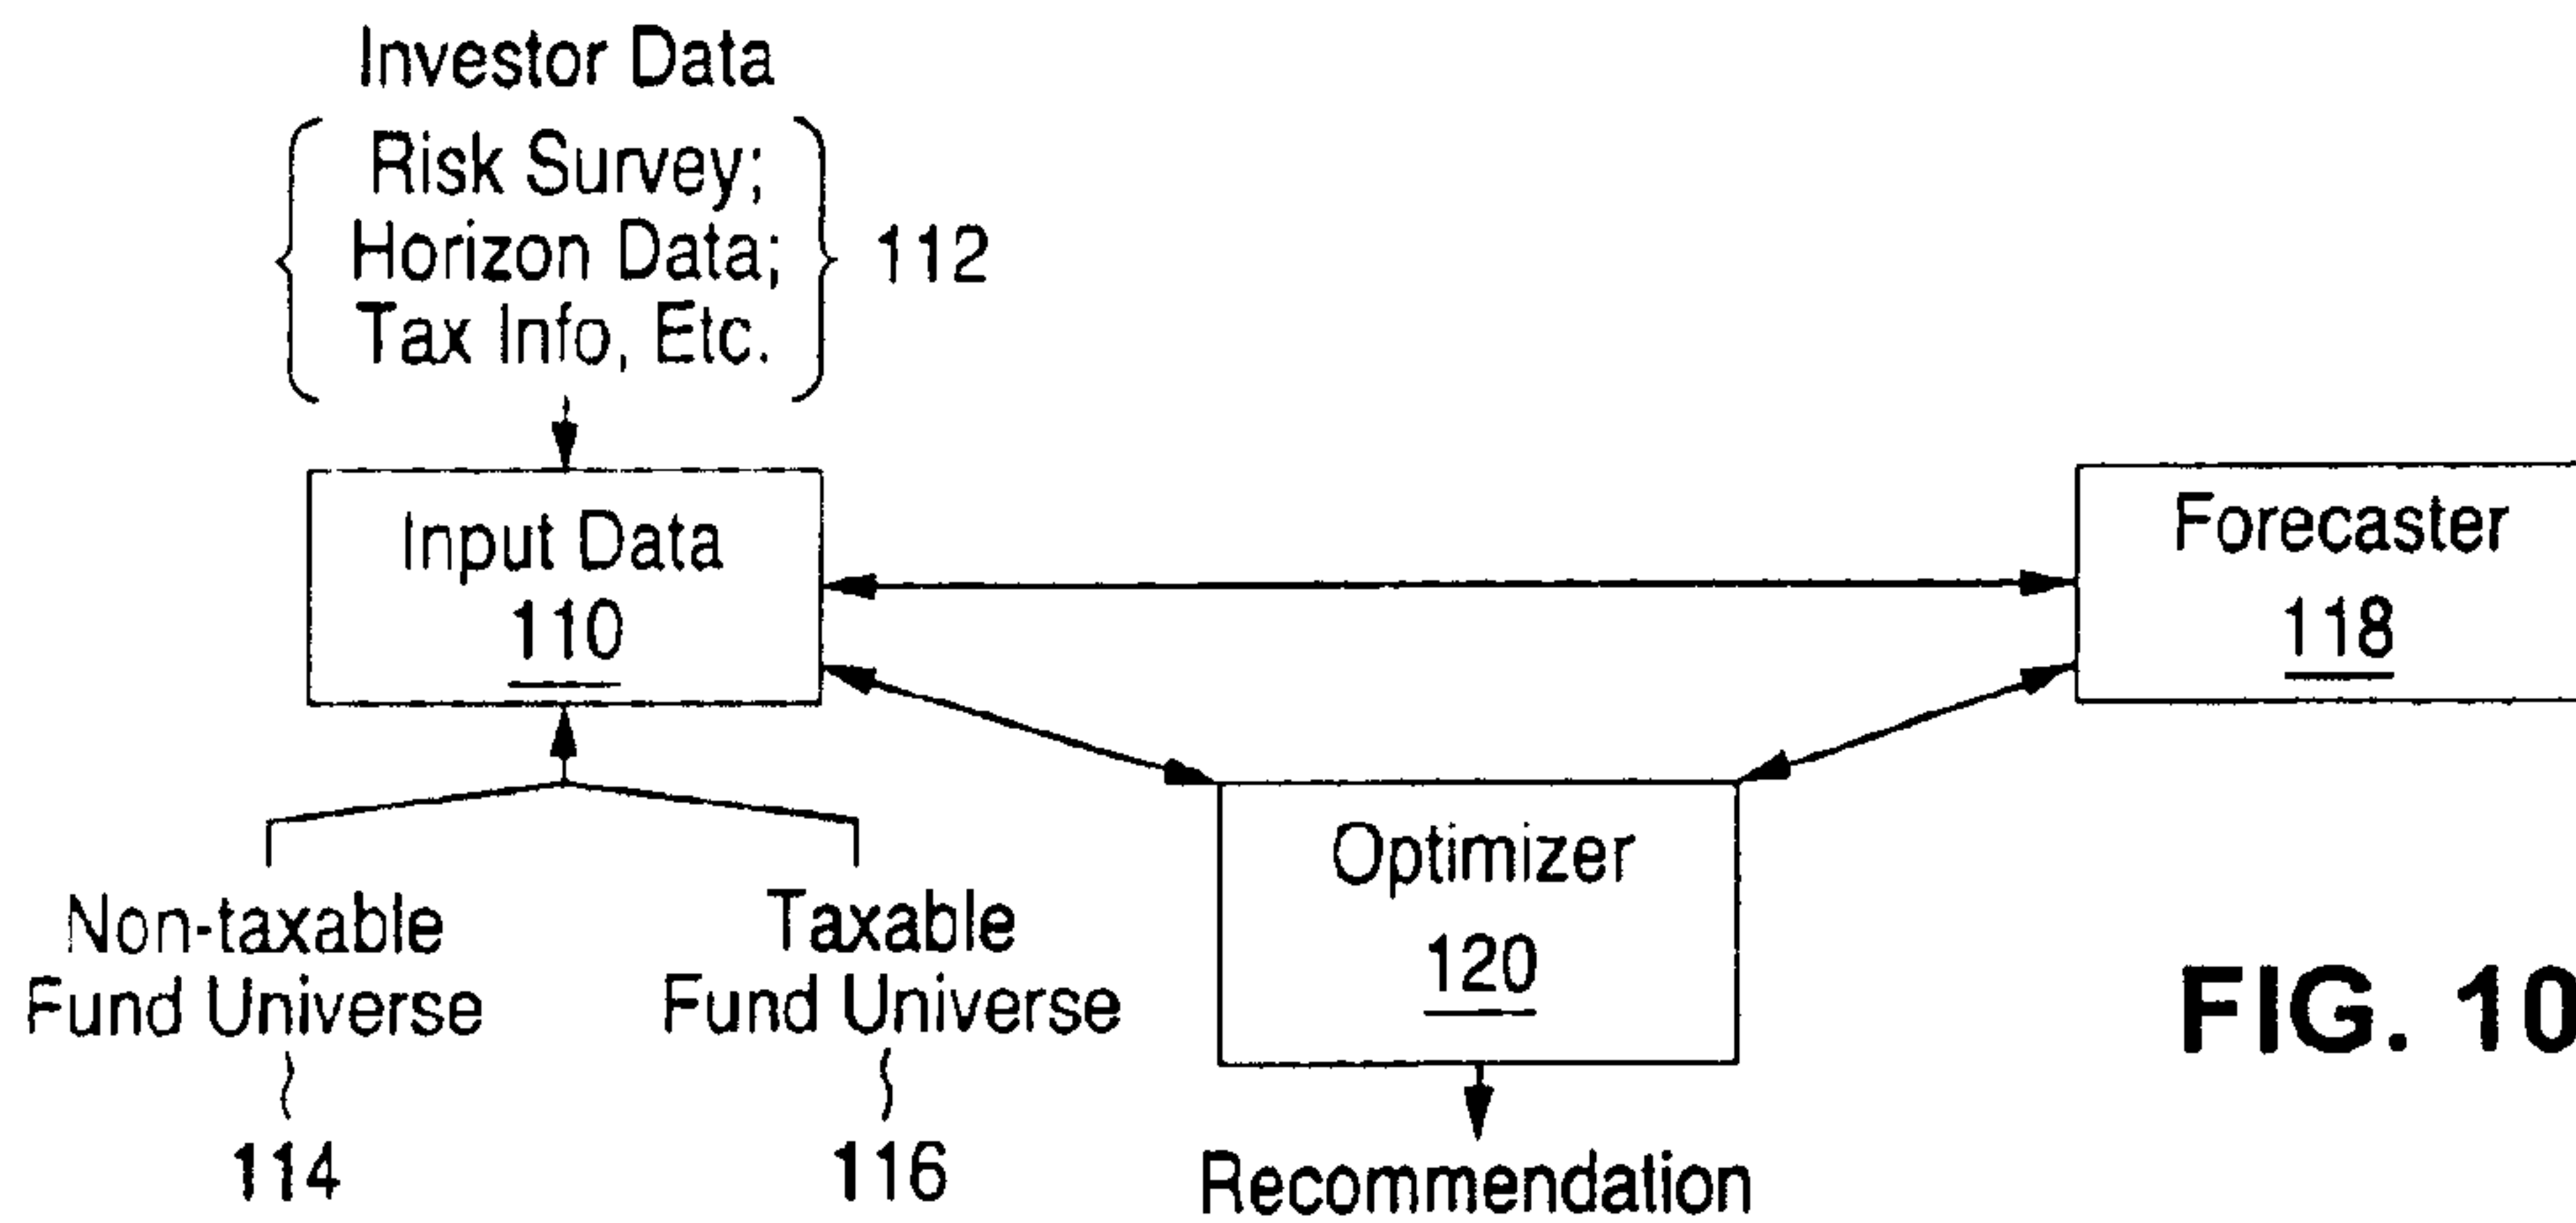 Investor Data
Risk Survey;
Horizon Data;
Tax Info, Etc.
112
Input Data
110
Forecaster
118
Non-taxable
Fund Universe
114
Taxable
Fund Universe
116
Optimizer
120
Recommendation
FIG. 10